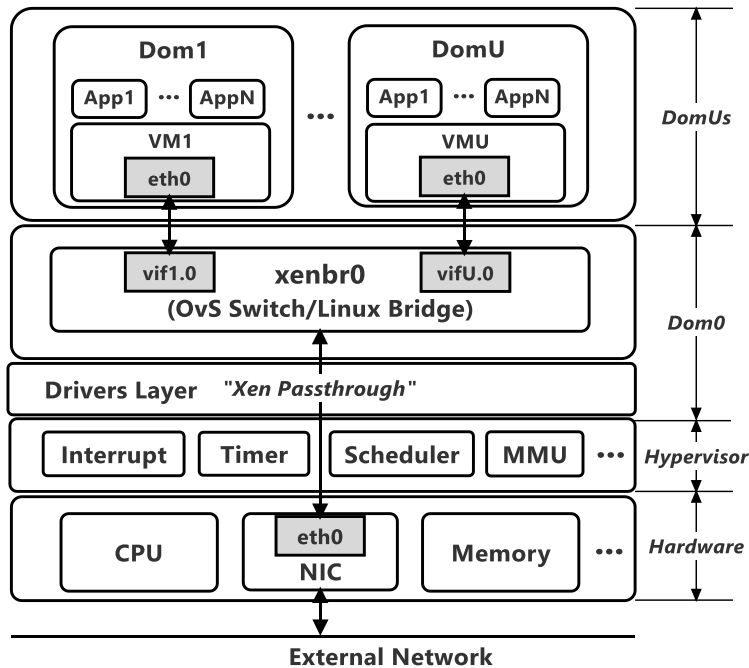 Dom1
DomU
App1 ... AppN
App1 ... AppN
...
VM1
VMU
eth0
eth0
DomUs
vif1.0
xenbr0
vifU.0
(OvS Switch/Linux Bridge)
Dom0
Drivers Layer "Xen Passthrough"
Interrupt
Timer
Scheduler
MMU
...
Hypervisor
CPU
eth0
NIC
Memory
...
Hardware
External Network